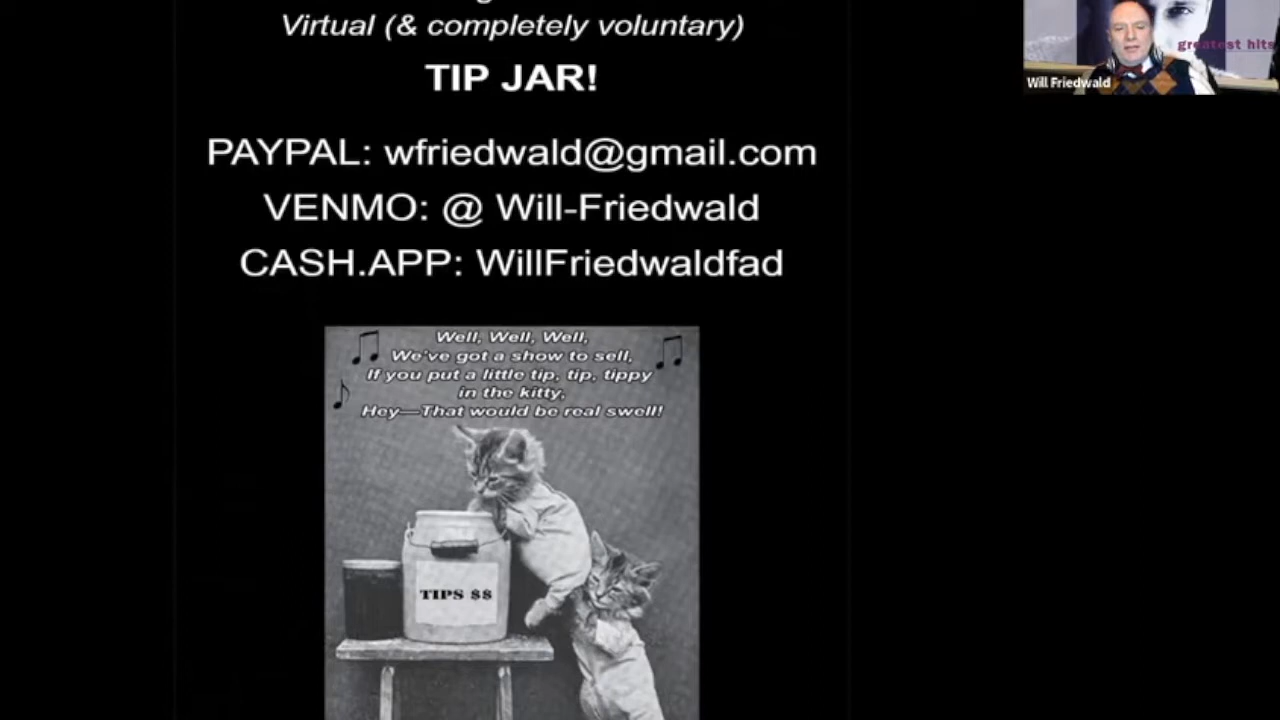 Virtual (& completely voluntary)
TIP JAR!
PAYPAL: wfriedwald@gmail.com
VENMO: @ Will-Friedwald
CASH.APP: WillFriedwaldfad
Well, Well, Well,
We've got a show to sell,
If you put a little tip, tip, tippy
in the kitty,
Hey—That would be real swell!
TIPS $$
greatest hits
Will Friedwald